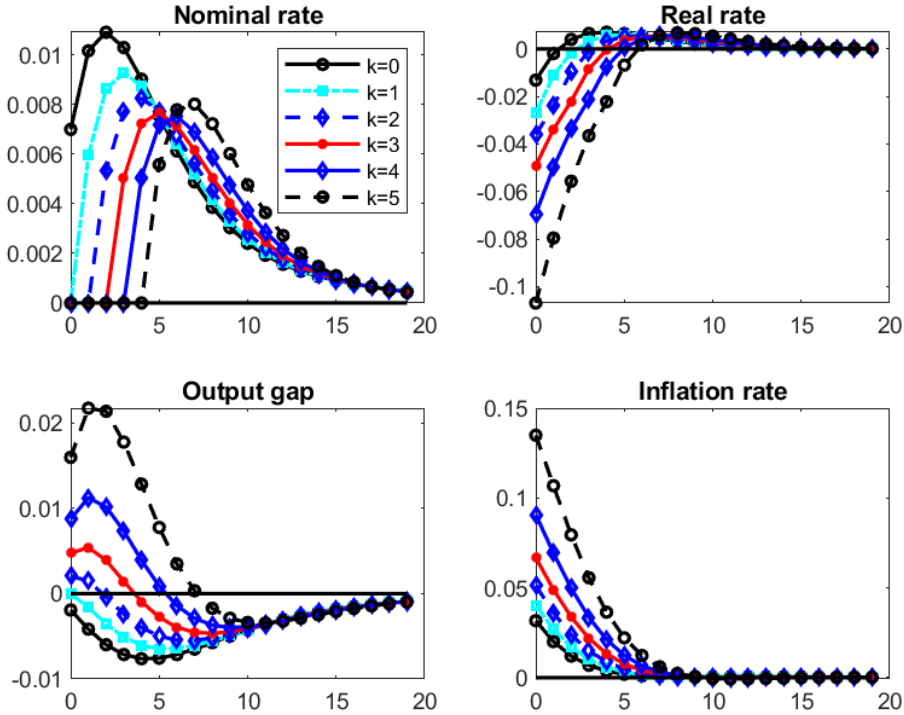 Nominal rate
0.01
0.008
0.006
0.004
0.002
0
0 5 10 15 20
k=0
k=1
k=2
k=3
k=4
k=5
Real rate
0
-0.02
-0.04
-0.06
-0.08
-0.1
0 5 10 15 20
Output gap
0.02
0.01
0
-0.01
0 5 10 15 20
Inflation rate
0.15
0.1
0.05
0
0 5 10 15 20